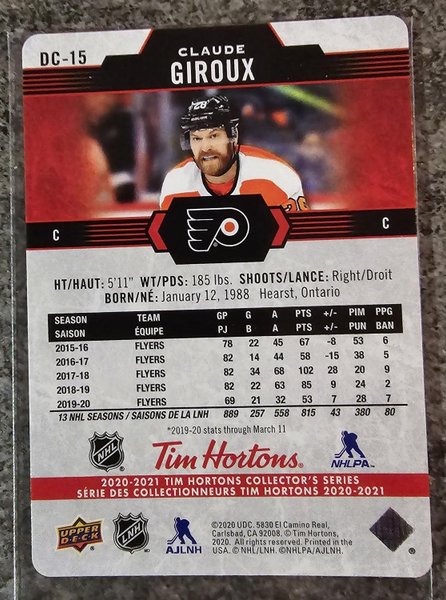 DC-15
CLAUDE
GIROUX
28
C
C
HT/HAUT: 5'11" WT/PDS: 185 lbs. SHOOTS/LANCE: Right/Droit
BORN/NÉ: January 12, 1988 Hearst, Ontario
SEASON TEAM GP G A PTS +/- PIM PPG
SAISON ÉQUIPE PJ B A PTS +/- PUN BAN
2015-16 FLYERS 78 22 45 67 -8 53 6
2016-17 FLYERS 82 14 44 58 -15 38 5
2017-18 FLYERS 82 34 68 102 28 20 9
2018-19 FLYERS 82 22 63 85 9 24 2
2019-20 FLYERS 69 21 32 53 7 28 7
13 NHL SEASONS / SAISONS DE LA LNH 889 257 558 815 43 380 80
*2019-20 stats through March 11
NHL
Tim Hortons.
NHLPA
2020-2021 TIM HORTONS COLLECTOR'S SERIES
SÉRIE DES COLLECTIONNEURS TIM HORTONS 2020-2021
UPPER DECK
LNH
AJLNH
©2020 UDC. 5830 El Camino Real,
Carlsbad, CA 92008. © Tim Hortons,
2020. All rights reserved. Printed in the
USA. © NHL/LNH. ©NHLPA/AJLNH.